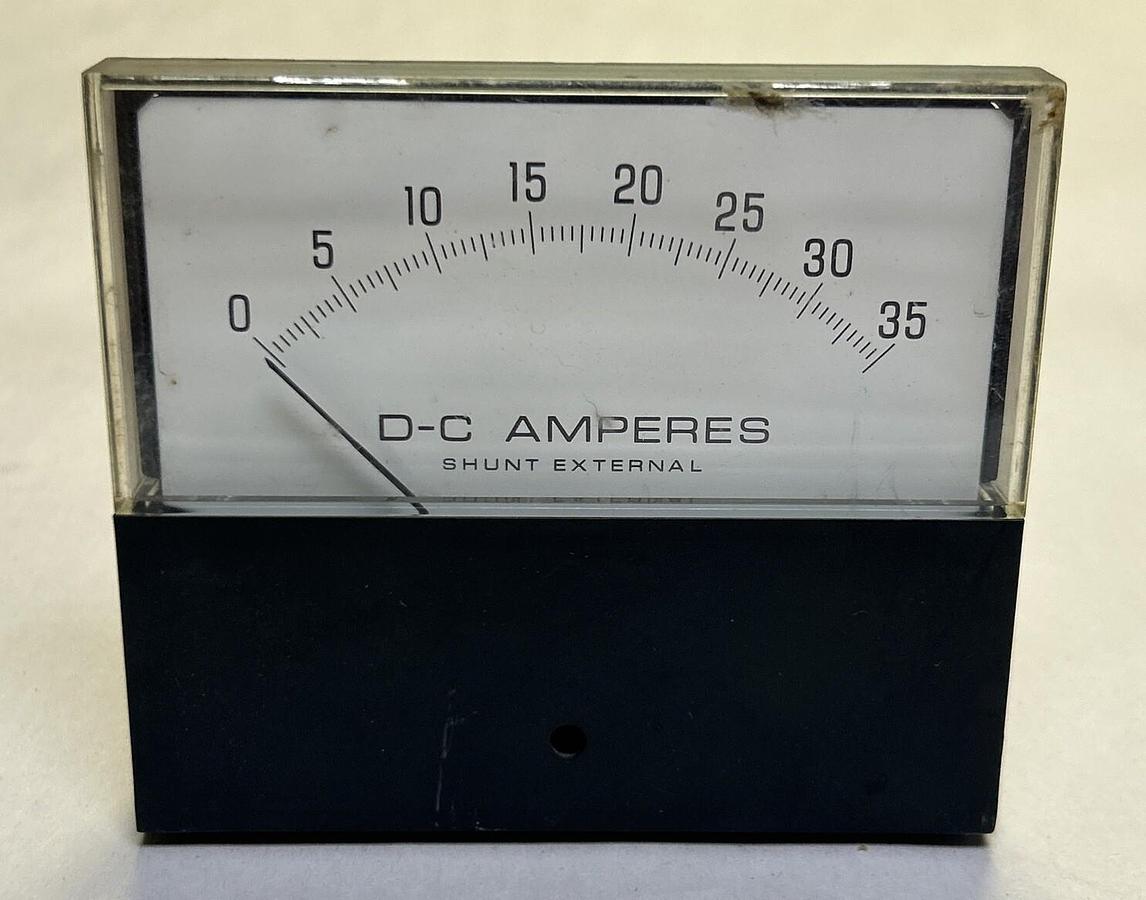 0 5 10 15 20 25 30 35
D-C AMPERES
SHUNT EXTERNAL